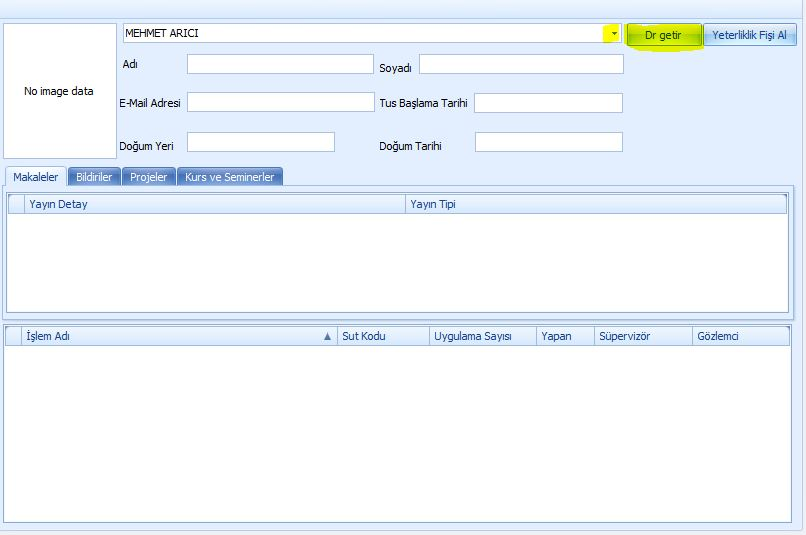 MEHMET ARICI
Dr getir
Yeterliklik Fişi Al
No image data
Adı
Soyadı
E-Mail Adresi
Tus Başlama Tarihi
Doğum Yeri
Doğum Tarihi
Makaleler
Bildiriler
Projeler
Kurs ve Seminerler
Yayın Detay
Yayın Tipi
İşlem Adı
Sut Kodu
Uygulama Sayısı
Yapan
Süpervizör
Gözlemci